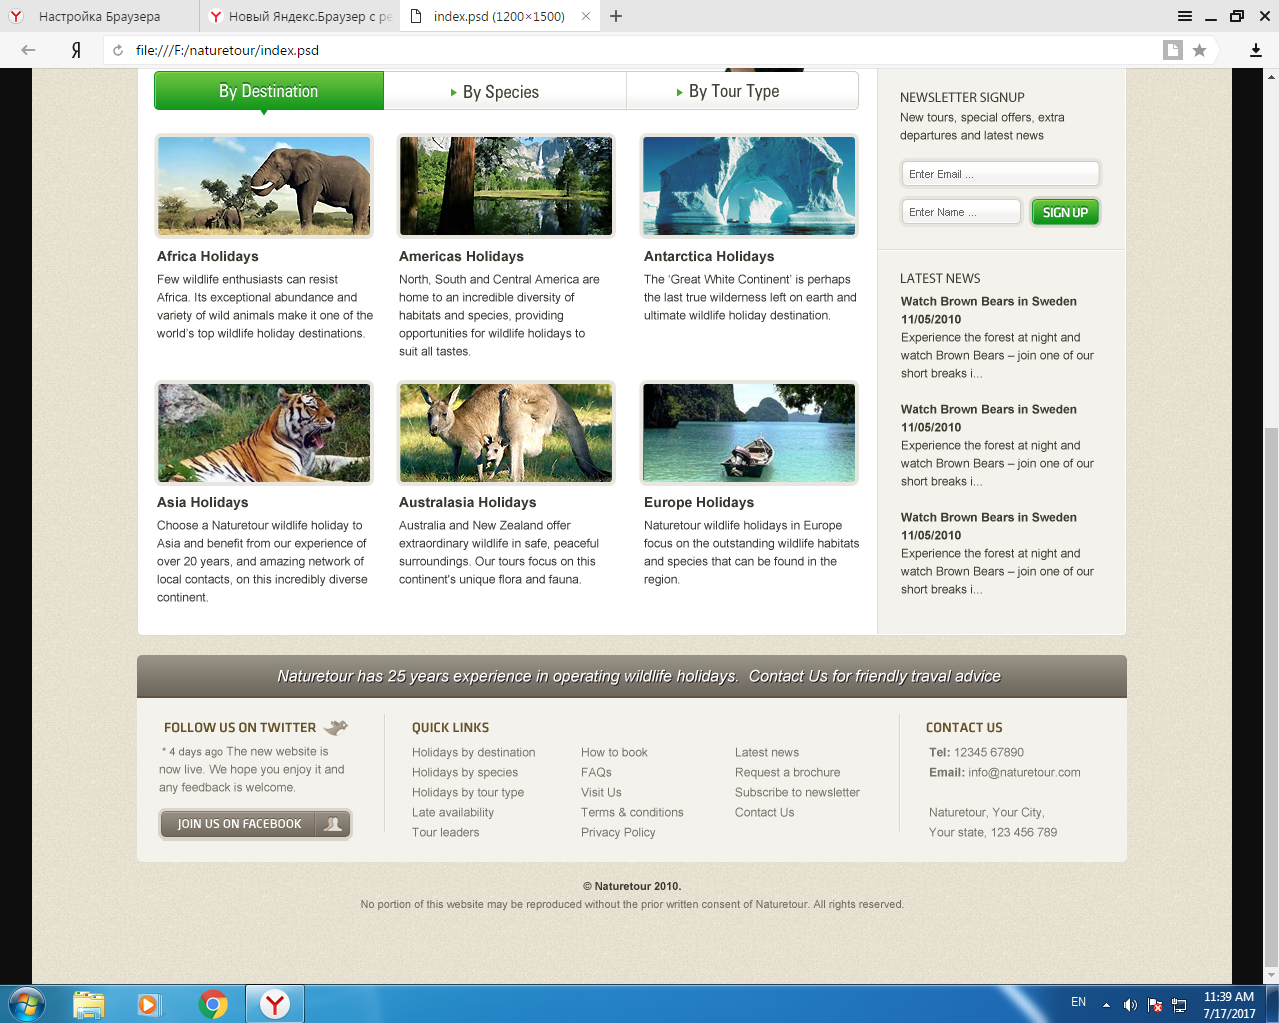 Настройка Браузера
Новый Яндекс.Браузер с ре
index.psd (1200×1500)
Я
file:///F:/naturetour/index.psd
By Destination
By Species
By Tour Type
Africa Holidays
Few wildlife enthusiasts can resist
Africa. Its exceptional abundance and
variety of wild animals make it one of the
world's top wildlife holiday destinations.
Americas Holidays
North, South and Central America are
home to an incredible diversity of
habitats and species, providing
opportunities for wildlife holidays to
suit all tastes.
Antarctica Holidays
The ‘Great White Continent’ is perhaps
the last true wilderness left on earth and
ultimate wildlife holiday destination.
Asia Holidays
Choose a Naturetour wildlife holiday to
Asia and benefit from our experience of
over 20 years, and amazing network of
local contacts, on this incredibly diverse
continent.
Australasia Holidays
Australia and New Zealand offer
extraordinary wildlife in safe, peaceful
surroundings. Our tours focus on this
continent's unique flora and fauna.
Europe Holidays
Naturetour wildlife holidays in Europe
focus on the outstanding wildlife habitats
and species that can be found in the
region.
NEWSLETTER SIGNUP
New tours, special offers, extra
departures and latest news
Enter Email ...
Enter Name ...
SIGN UP
LATEST NEWS
Watch Brown Bears in Sweden
11/05/2010
Experience the forest at night and
watch Brown Bears – join one of our
short breaks i...
Watch Brown Bears in Sweden
11/05/2010
Experience the forest at night and
watch Brown Bears – join one of our
short breaks i...
Watch Brown Bears in Sweden
11/05/2010
Experience the forest at night and
watch Brown Bears – join one of our
short breaks i...
Naturetour has 25 years experience in operating wildlife holidays. Contact Us for friendly traval advice
FOLLOW US ON TWITTER
* 4 days ago The new website is
now live. We hope you enjoy it and
any feedback is welcome.
JOIN US ON FACEBOOK
QUICK LINKS
Holidays by destination
Holidays by species
Holidays by tour type
Late availability
Tour leaders
How to book
FAQs
Visit Us
Terms & conditions
Privacy Policy
Latest news
Request a brochure
Subscribe to newsletter
Contact Us
CONTACT US
Tel: 12345 67890
Email: info@naturetour.com
Naturetour, Your City,
Your state, 123 456 789
© Naturetour 2010.
No portion of this website may be reproduced without the prior written consent of Naturetour. All rights reserved.
EN
11:39 AM
7/17/2017